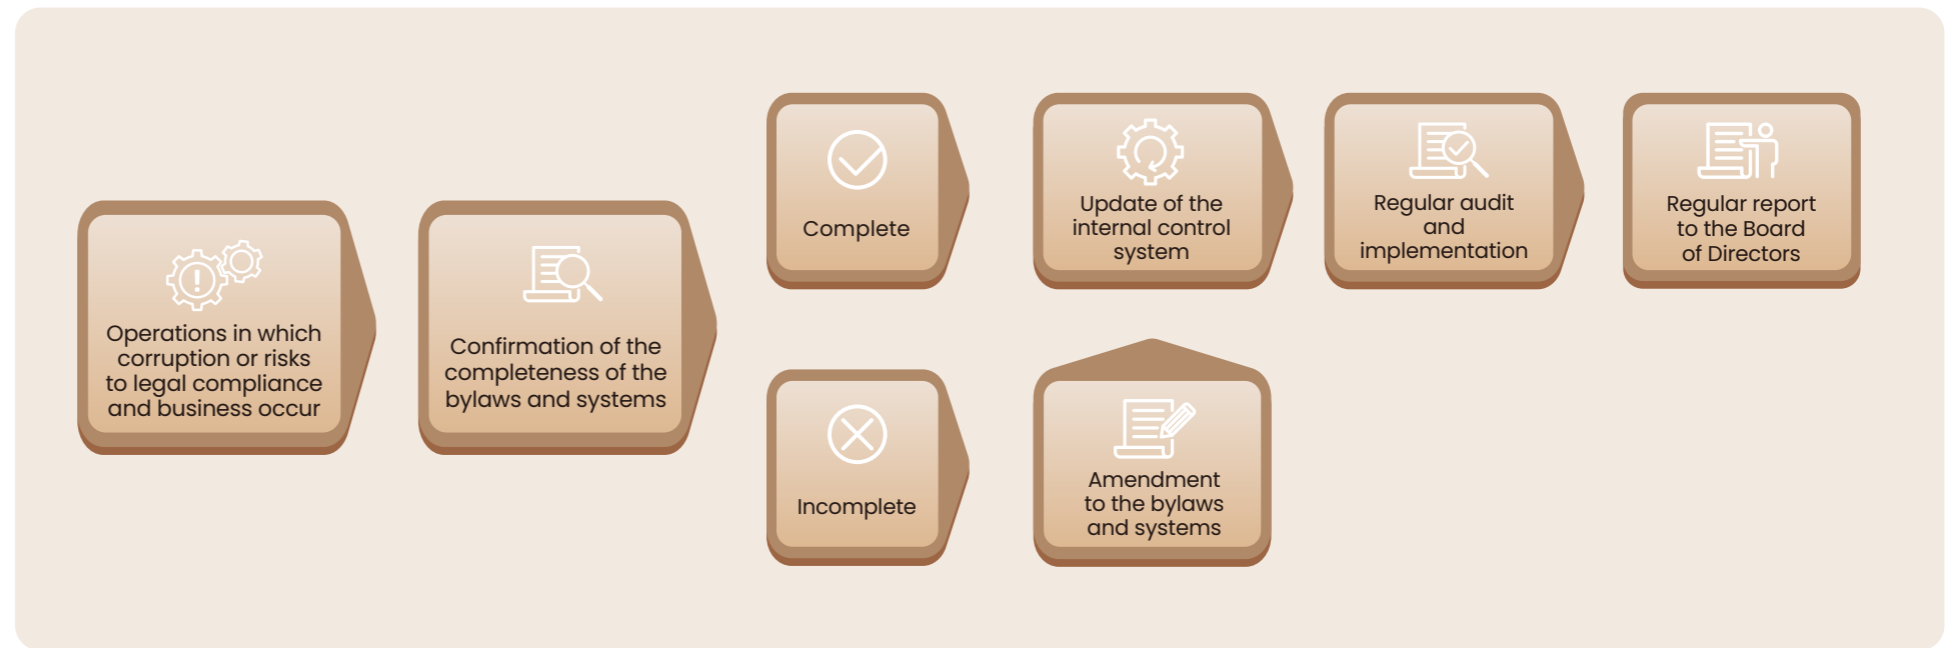 Operations in which
corruption or risks
to legal compliance
and business occur
Confirmation of the
completeness of the
bylaws and systems
Complete
Update of the
internal control
system
Regular audit
and
implementation
Regular report
to the Board
of Directors
Incomplete
Amendment
to the bylaws
and systems